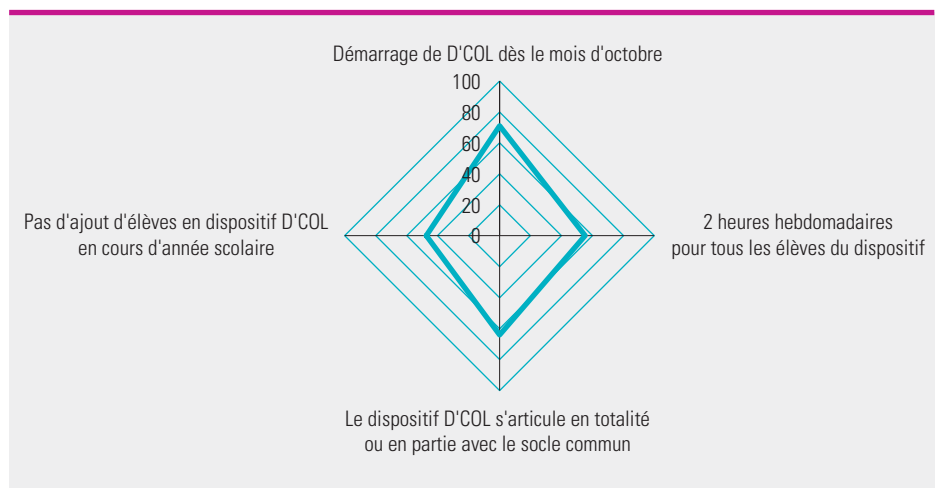 Démarrage de D'COL dès le mois d'octobre
100
80
60
40
20
0
Pas d'ajout d'élèves en dispositif D'COL
en cours d'année scolaire
2 heures hebdomadaires
pour tous les élèves du dispositif
Le dispositif D'COL s'articule en totalité
ou en partie avec le socle commun